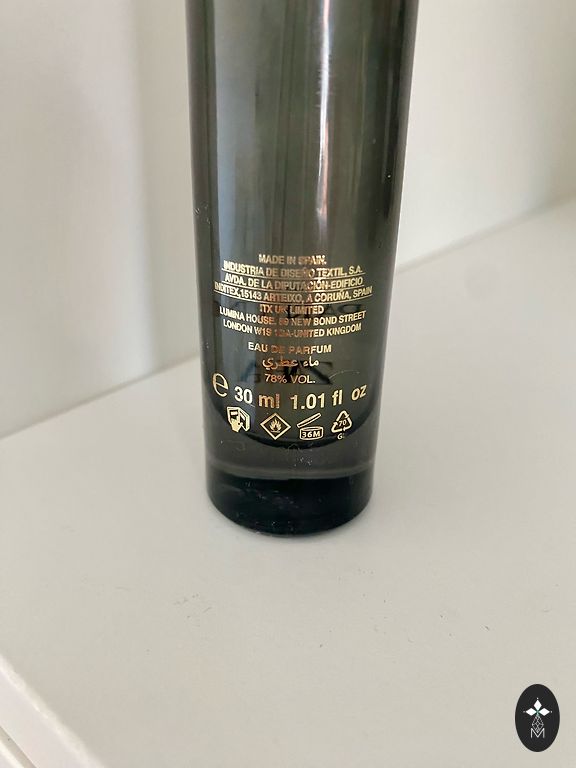 MADE IN SPAIN.
INDUSTRIA DE DISEÑO TEXTIL, S.A.
AVDA. DE LA DIPUTACIÓN-EDIFICIO
INDITEX,15143 ARTEIXO, A CORUÑA, SPAIN
ITX UK LIMITED
LUMINA HOUSE. 89 NEW BOND STREET
LONDON W1S 1DA-UNITED KINGDOM
EAU DE PARFUM
ماء عطري
78% VOL.
e 30 ml 1.01 fl oz
36M
70
GL
M